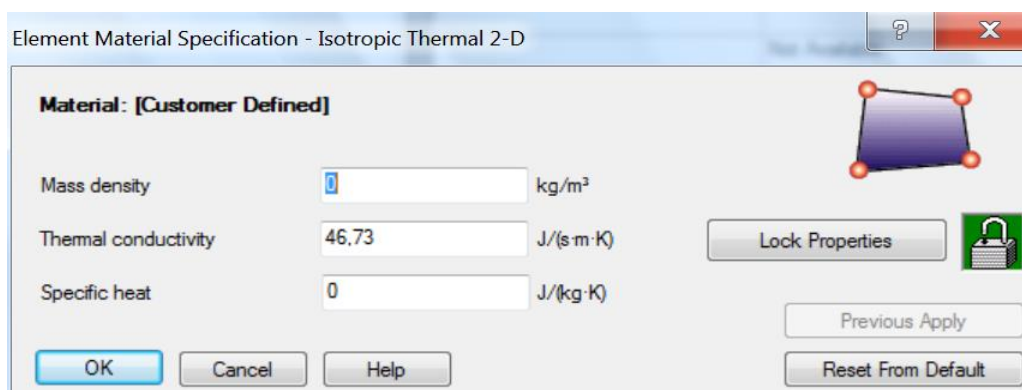 Element Material Specification - Isotropic Thermal 2-D
?
X
Material: [Customer Defined]
Mass density 0 kg/m³
Thermal conductivity 46,73 J/(s·m·K) Lock Properties
Specific heat 0 J/(kg·K)
Previous Apply
OK Cancel Help Reset From Default